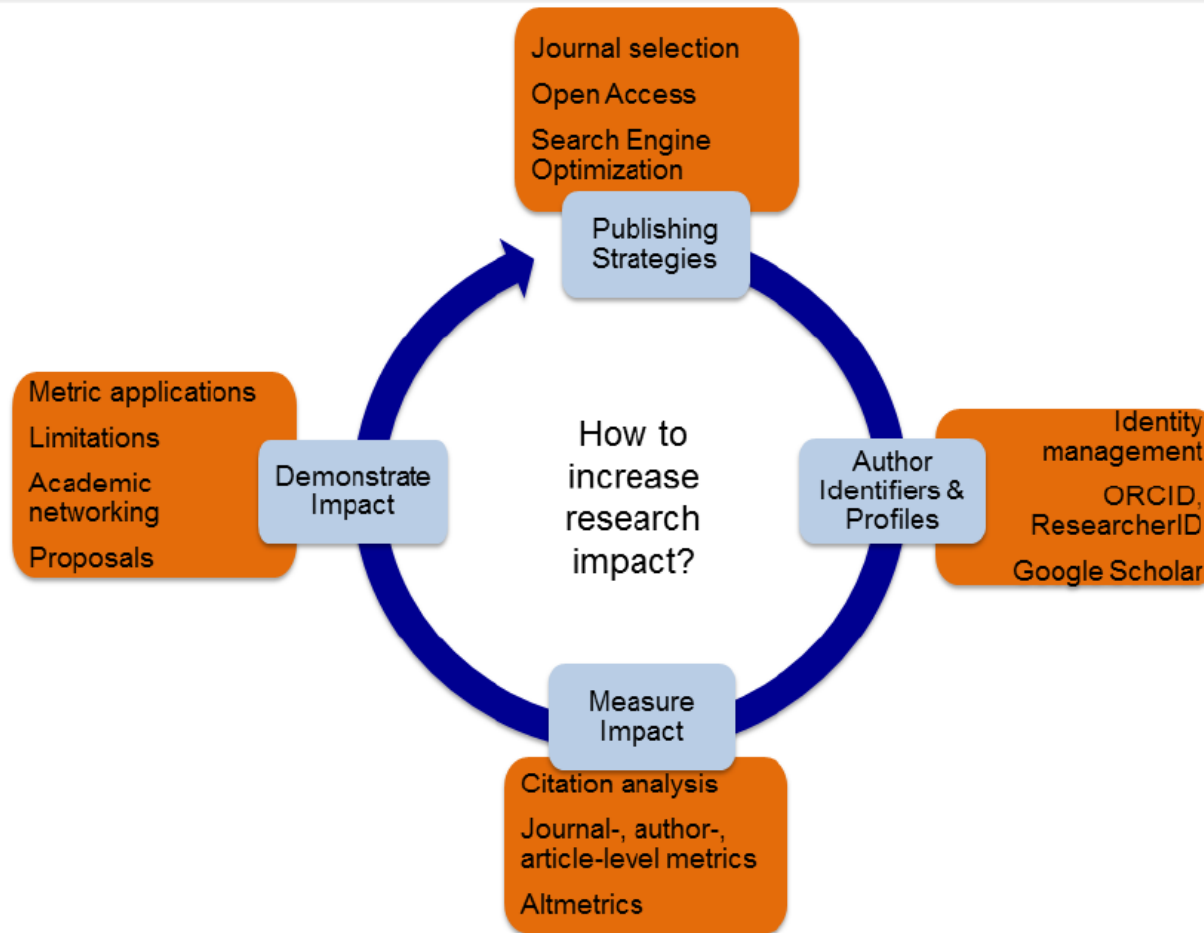 Journal selection
Open Access
Search Engine
Optimization
Publishing
Strategies
Identity
management
ORCID,
ResearcherID
Google Scholar
Author
Identifiers &
Profiles
Measure
Impact
Citation analysis
Journal-, author-,
article-level metrics
Altmetrics
Metric applications
Limitations
Academic
networking
Proposals
Demonstrate
Impact
How to
increase
research
impact?